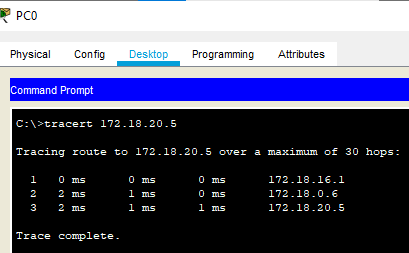 PC0
Physical Config Desktop Programming Attributes
Command Prompt
C:\>tracert 172.18.20.5
Tracing route to 172.18.20.5 over a maximum of 30 hops:
1 0 ms 0 ms 0 ms 172.18.16.1
2 2 ms 1 ms 0 ms 172.18.0.6
3 2 ms 1 ms 1 ms 172.18.20.5
Trace complete.